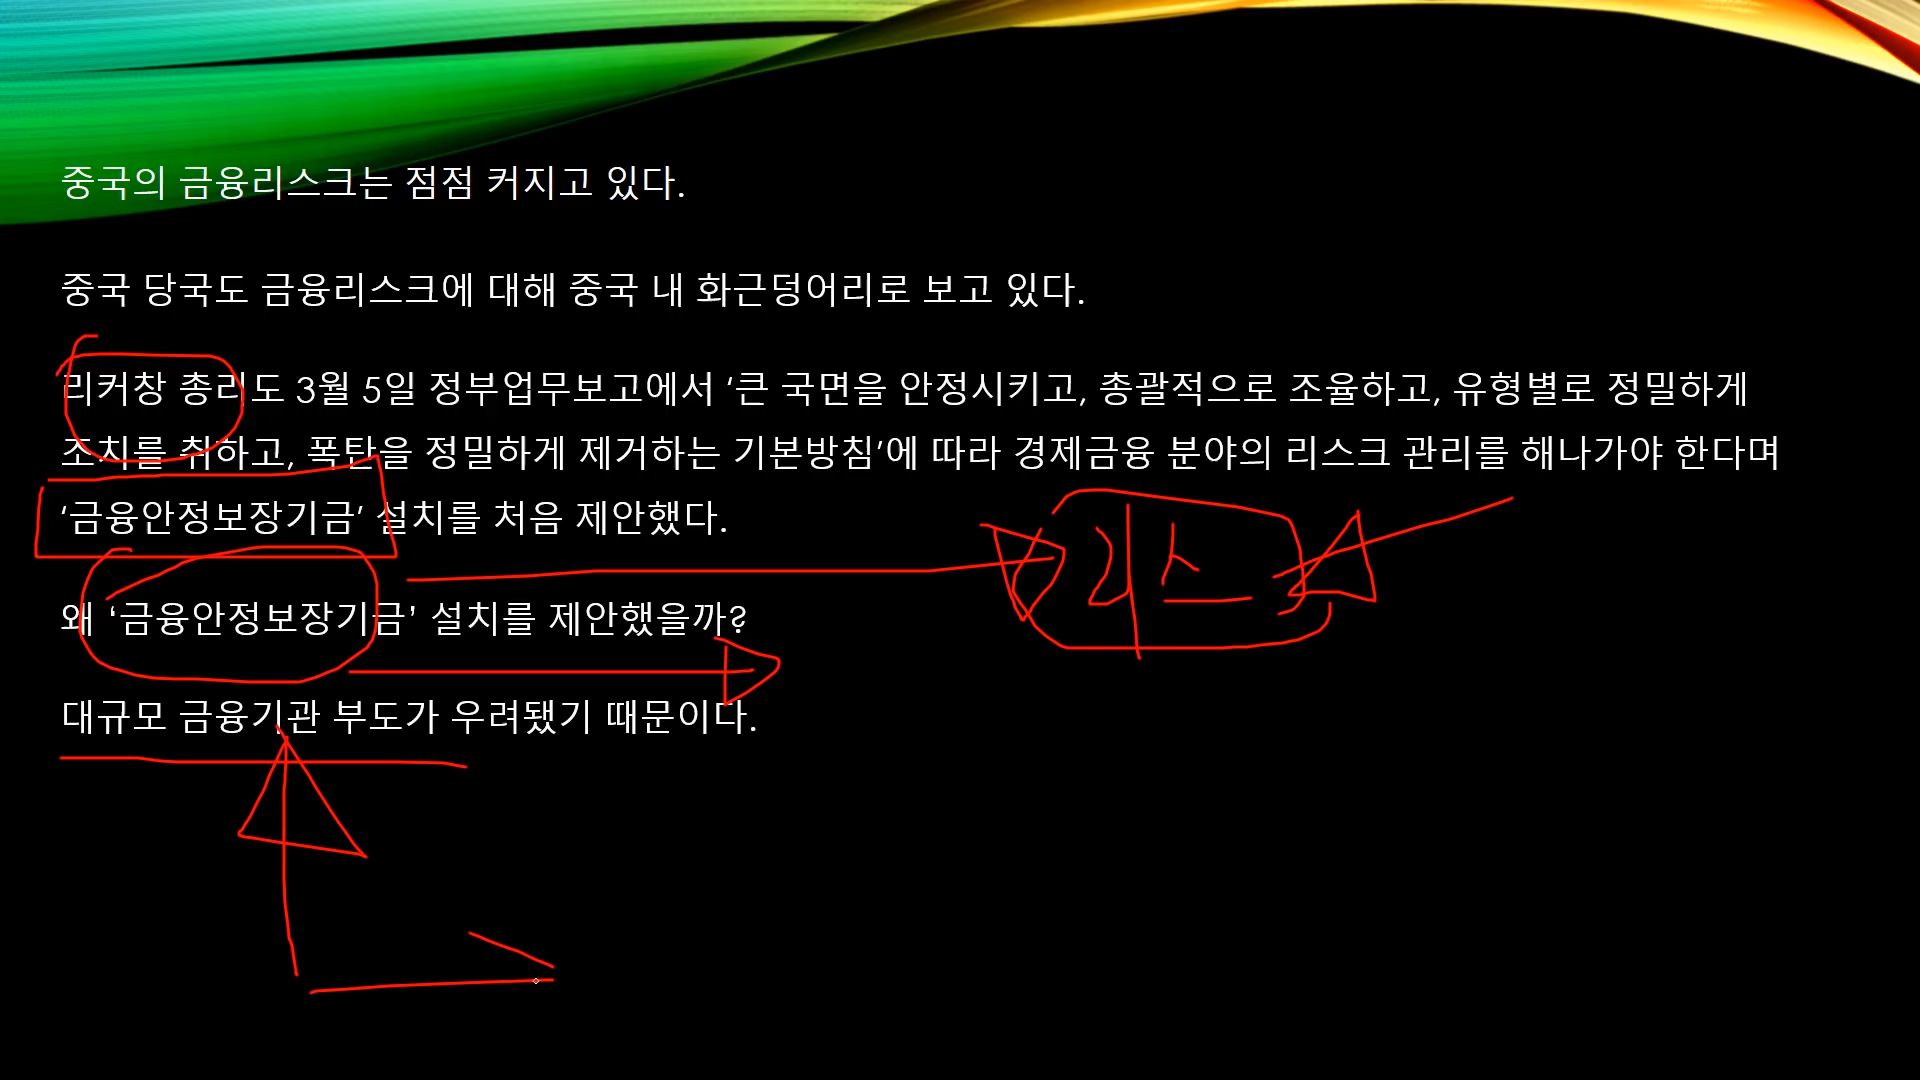 중국의 금융리스크는 점점 커지고 있다.
중국 당국도 금융리스크에 대해 중국 내 화근덩어리로 보고 있다.
리커창 총리도 3월 5일 정부업무보고에서 ‘큰 국면을 안정시키고, 총괄적으로 조율하고, 유형별로 정밀하게
조치를 취하고, 폭탄을 정밀하게 제거하는 기본방침’에 따라 경제금융 분야의 리스크 관리를 해나가야 한다며
‘금융안정보장기금’ 설치를 처음 제안했다.
리스
왜 ‘금융안정보장기금’ 설치를 제안했을까?
대규모 금융기관 부도가 우려됐기 때문이다.